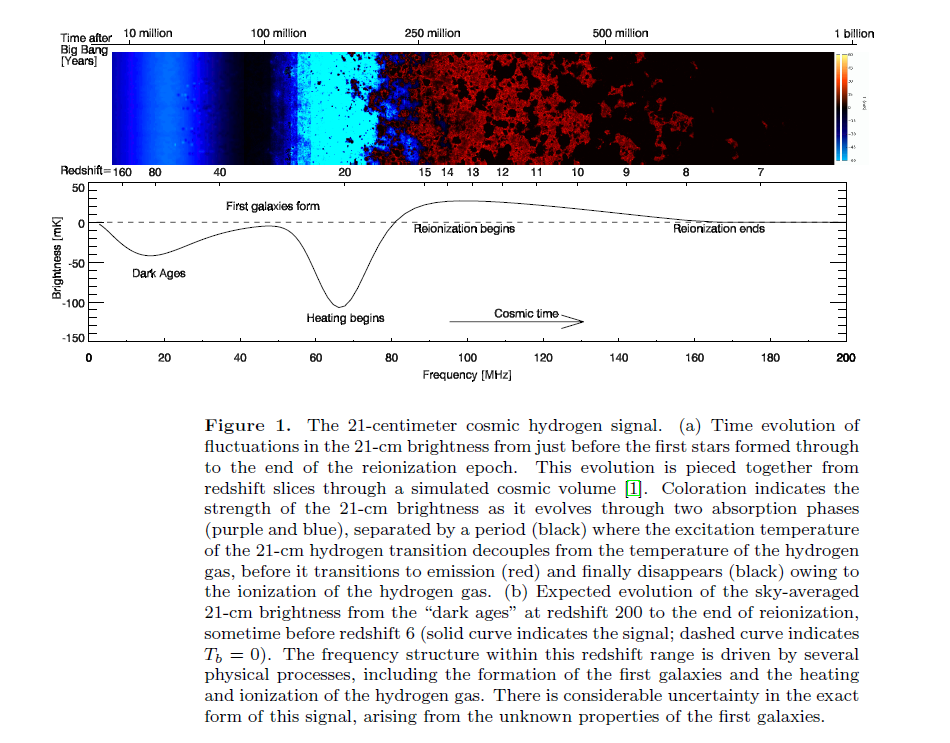 Time after
Big Bang
[Years]
10 million 100 million 250 million 500 million 1 billion
Redshift= 160 80 40 20 15 14 13 12 11 10 9 8 7
50
0
-50
-100
-150
Brightness [mK]
First galaxies form
Dark Ages
Heating begins
Reionization begins
Reionization ends
Cosmic time
0 20 40 60 80 100 120 140 160 180 200
Frequency [MHz]
Figure 1. The 21-centimeter cosmic hydrogen signal. (a) Time evolution of
fluctuations in the 21-cm brightness from just before the first stars formed through
to the end of the reionization epoch. This evolution is pieced together from
redshift slices through a simulated cosmic volume [1]. Coloration indicates the
strength of the 21-cm brightness as it evolves through two absorption phases
(purple and blue), separated by a period (black) where the excitation temperature
of the 21-cm hydrogen transition decouples from the temperature of the hydrogen
gas, before it transitions to emission (red) and finally disappears (black) owing to
the ionization of the hydrogen gas. (b) Expected evolution of the sky-averaged
21-cm brightness from the “dark ages” at redshift 200 to the end of reionization,
sometime before redshift 6 (solid curve indicates the signal; dashed curve indicates
T_b = 0). The frequency structure within this redshift range is driven by several
physical processes, including the formation of the first galaxies and the heating
and ionization of the hydrogen gas. There is considerable uncertainty in the exact
form of this signal, arising from the unknown properties of the first galaxies.